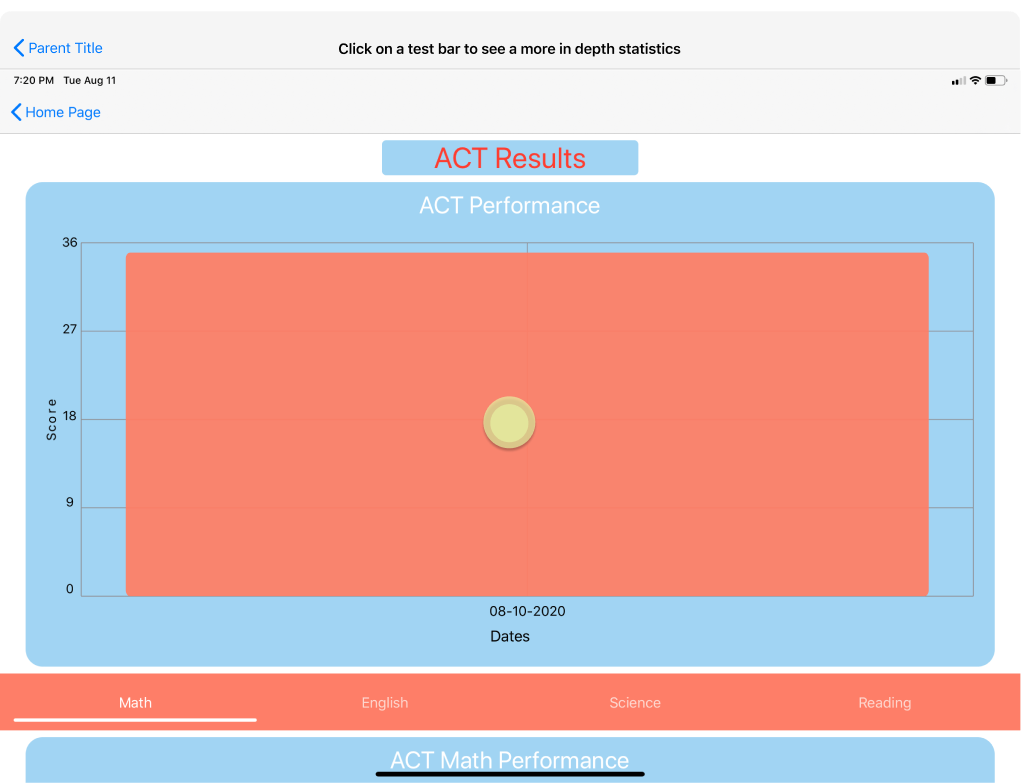 Parent Title
Click on a test bar to see a more in depth statistics
7:20 PM Tue Aug 11
Home Page
ACT Results
ACT Performance
36
27
18
9
0
Score
08-10-2020
Dates
Math English Science Reading
ACT Math Performance